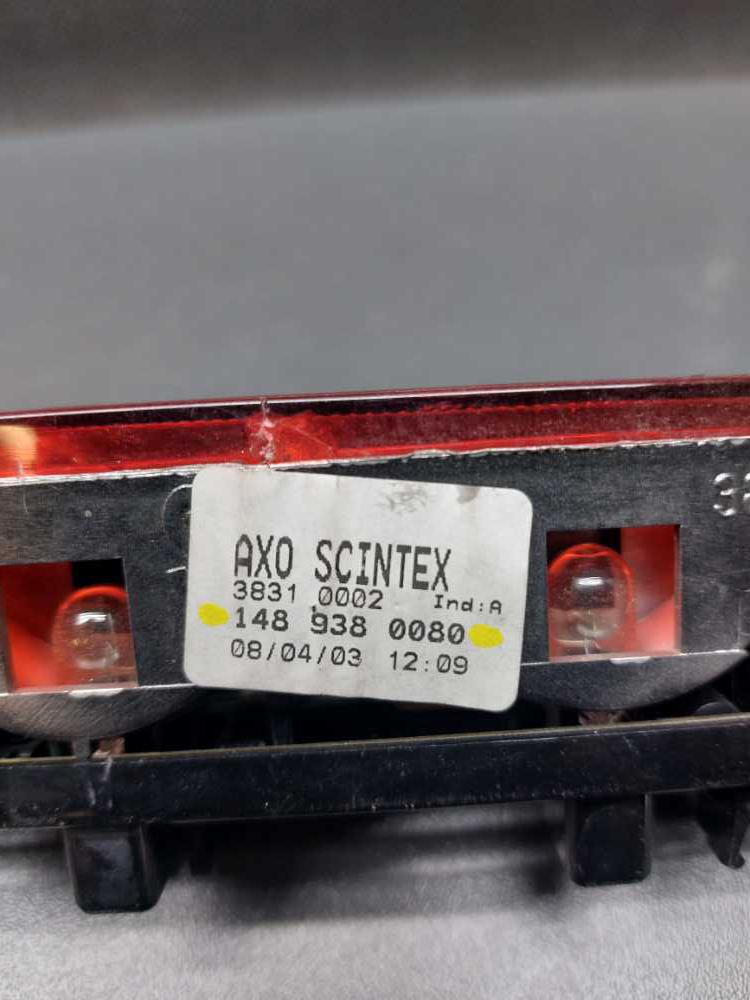 AXO SCINTEX
3831 0002 Ind:A
148 938 0080
08/04/03 12:09